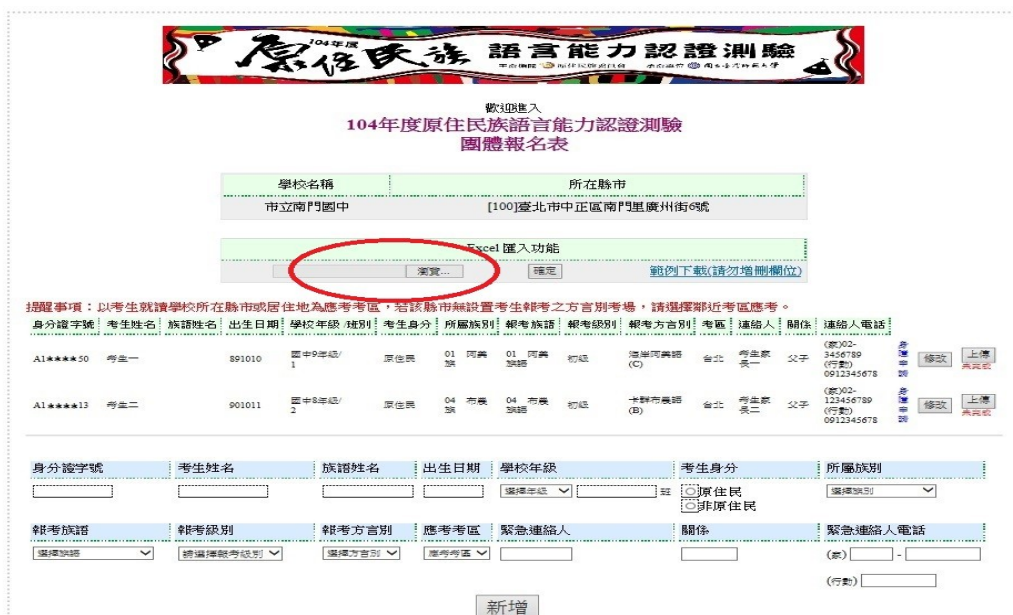 104年度
原住民族 語言能力認證測驗
歡迎進入
104年度原住民族語言能力認證測驗
團體報名表
學校名稱 所在縣市
市立南門國中 [100]臺北市中正區南門里廣州街6號
Excel 匯入功能
瀏覽... 確定 範例下載(請勿增刪欄位)
提醒事項：以考生就讀學校所在縣市或居住地為應考考區，若該縣市無設置考生報考之方言別考場，請選擇鄰近考區應考。
身分證字號 考生姓名 族語姓名 出生日期 學校年級/班別 考生身分 所屬族別 報考族語 報考級別 報考方言別 考區 連絡人 關係 連絡人電話
A1****50 考生一 891010 國中9年級/1 原住民 01 阿美族 01 阿美族語 初級 海岸阿美語(C) 台北 考生家長一 父子 (家)02-3456789 (行動)0912345678 修改 上傳 未完成
A1****13 考生二 901011 國中8年級/2 原住民 04 布農族 04 布農族語 初級 卡群布農語(B) 台北 考生家長二 父子 (家)02-123456789 (行動)0912345678 修改 上傳 未完成
身分證字號 考生姓名 族語姓名 出生日期 學校年級 考生身分 所屬族別
選擇年級 班 原住民 選擇族別
非原住民
報考族語 報考級別 報考方言別 應考考區 緊急連絡人 關係 緊急連絡人電話
選擇族語 請選擇報考級別 選擇方言別 應考考區 (家) -
(行動)
新增